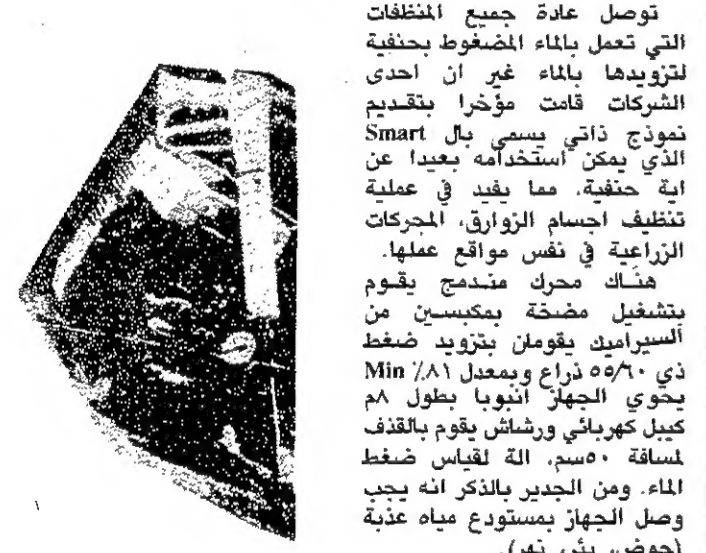 توصل عادة جميع المنظفات
التي تعمل بالماء المضغوط بحنفية
لتزويدها بالماء غير ان احدى
الشركات قامت مؤخرا بتقديم
نموذج ذاتي يسمى بال Smart
الذي يمكن استخدامه بعيدا عن
اية حنفية. مما يفيد في عملية
تنظيف اجسام الزوارق، المحركات
الزراعية في نفس مواقع عملها.
هناك محرك مندمج يقوم
بتشغيل مضخة بمكبسين من
السيراميك يقومان بتزويد ضغط
ذي ٥٥/٦٠ ذراع وبمعدل ٨١٪ Min
يحوي الجهاز انبوبا بطول ٨م
كيبل كهربائي ورشاش يقوم بالقذف
لمسافة ٥٠سم. الة لقياس ضغط
الماء. ومن الجدير بالذكر انه يجب
وصل الجهاز بمستودع مياه عذبة
(حوض، بئر، نهر).